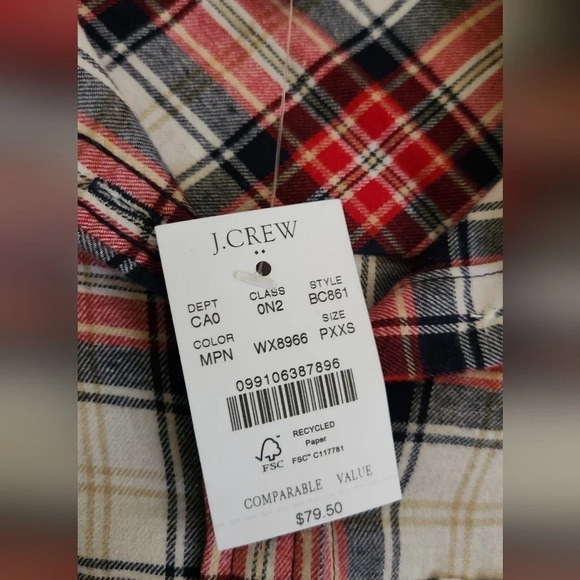 J.CREW
DEPT CLASS STYLE
CA0 0N2 BC861
COLOR SIZE
MPN WX8966 PXXS
099106387896
RECYCLED
Paper
FSC FSC™ C117781
COMPARABLE VALUE
$79.50